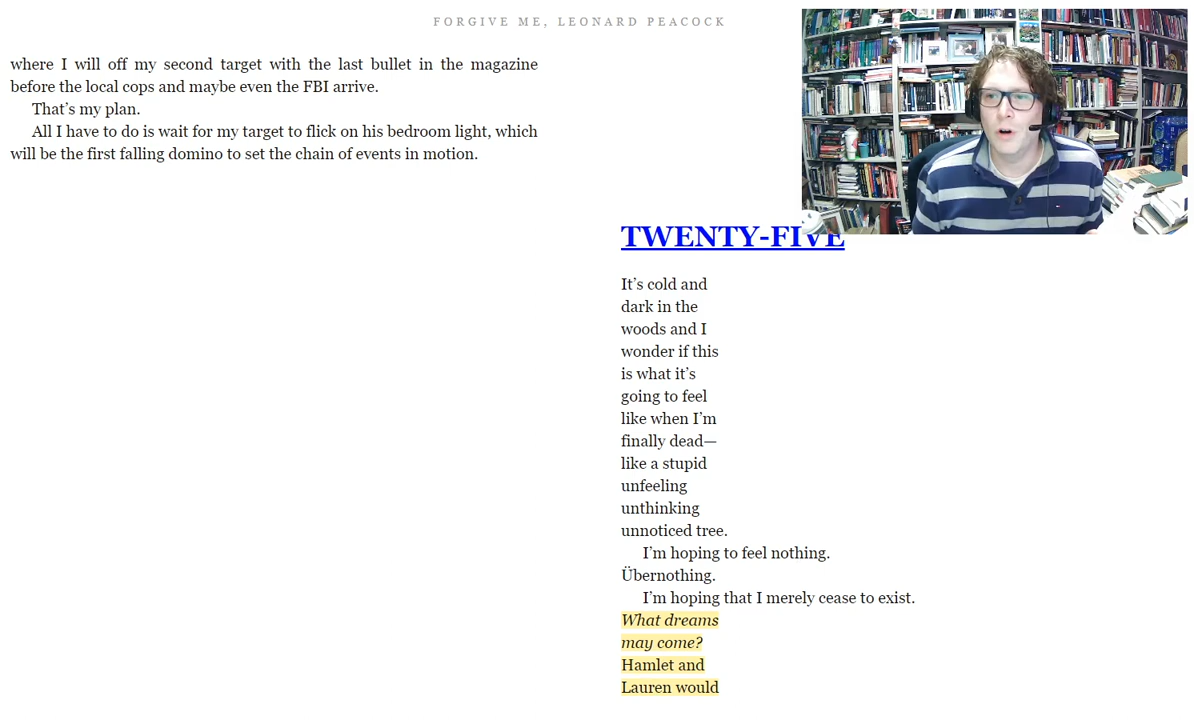 FORGIVE ME, LEONARD PEACOCK
where I will off my second target with the last bullet in the magazine
before the local cops and maybe even the FBI arrive.
That's my plan.
All I have to do is wait for my target to flick on his bedroom light, which
will be the first falling domino to set the chain of events in motion.
TWENTY-FIVE
It's cold and
dark in the
woods and I
wonder if this
is what it's
going to feel
like when I'm
finally dead—
like a stupid
unfeeling
unthinking
unnoticed tree.
I'm hoping to feel nothing.
Übernothing.
I'm hoping that I merely cease to exist.
What dreams
may come?
Hamlet and
Lauren would